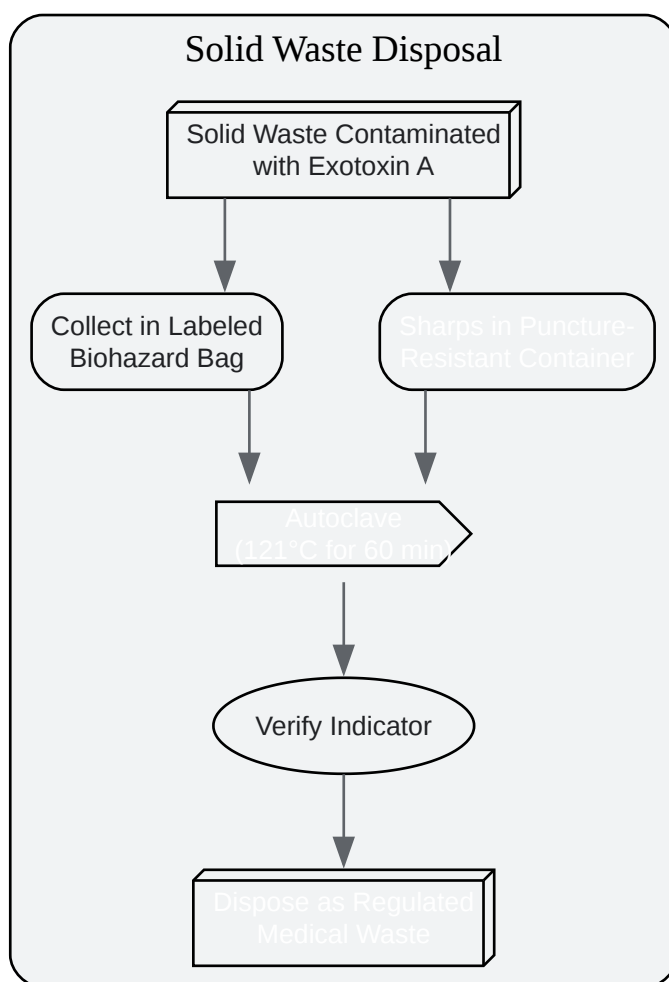 Solid Waste Disposal
Solid Waste Contaminated
with Exotoxin A
Collect in Labeled
Biohazard Bag
Sharps in Puncture-
Resistant Container
Autoclave
(121°C for 60 min)
Verify Indicator
Dispose as Regulated
Medical Waste